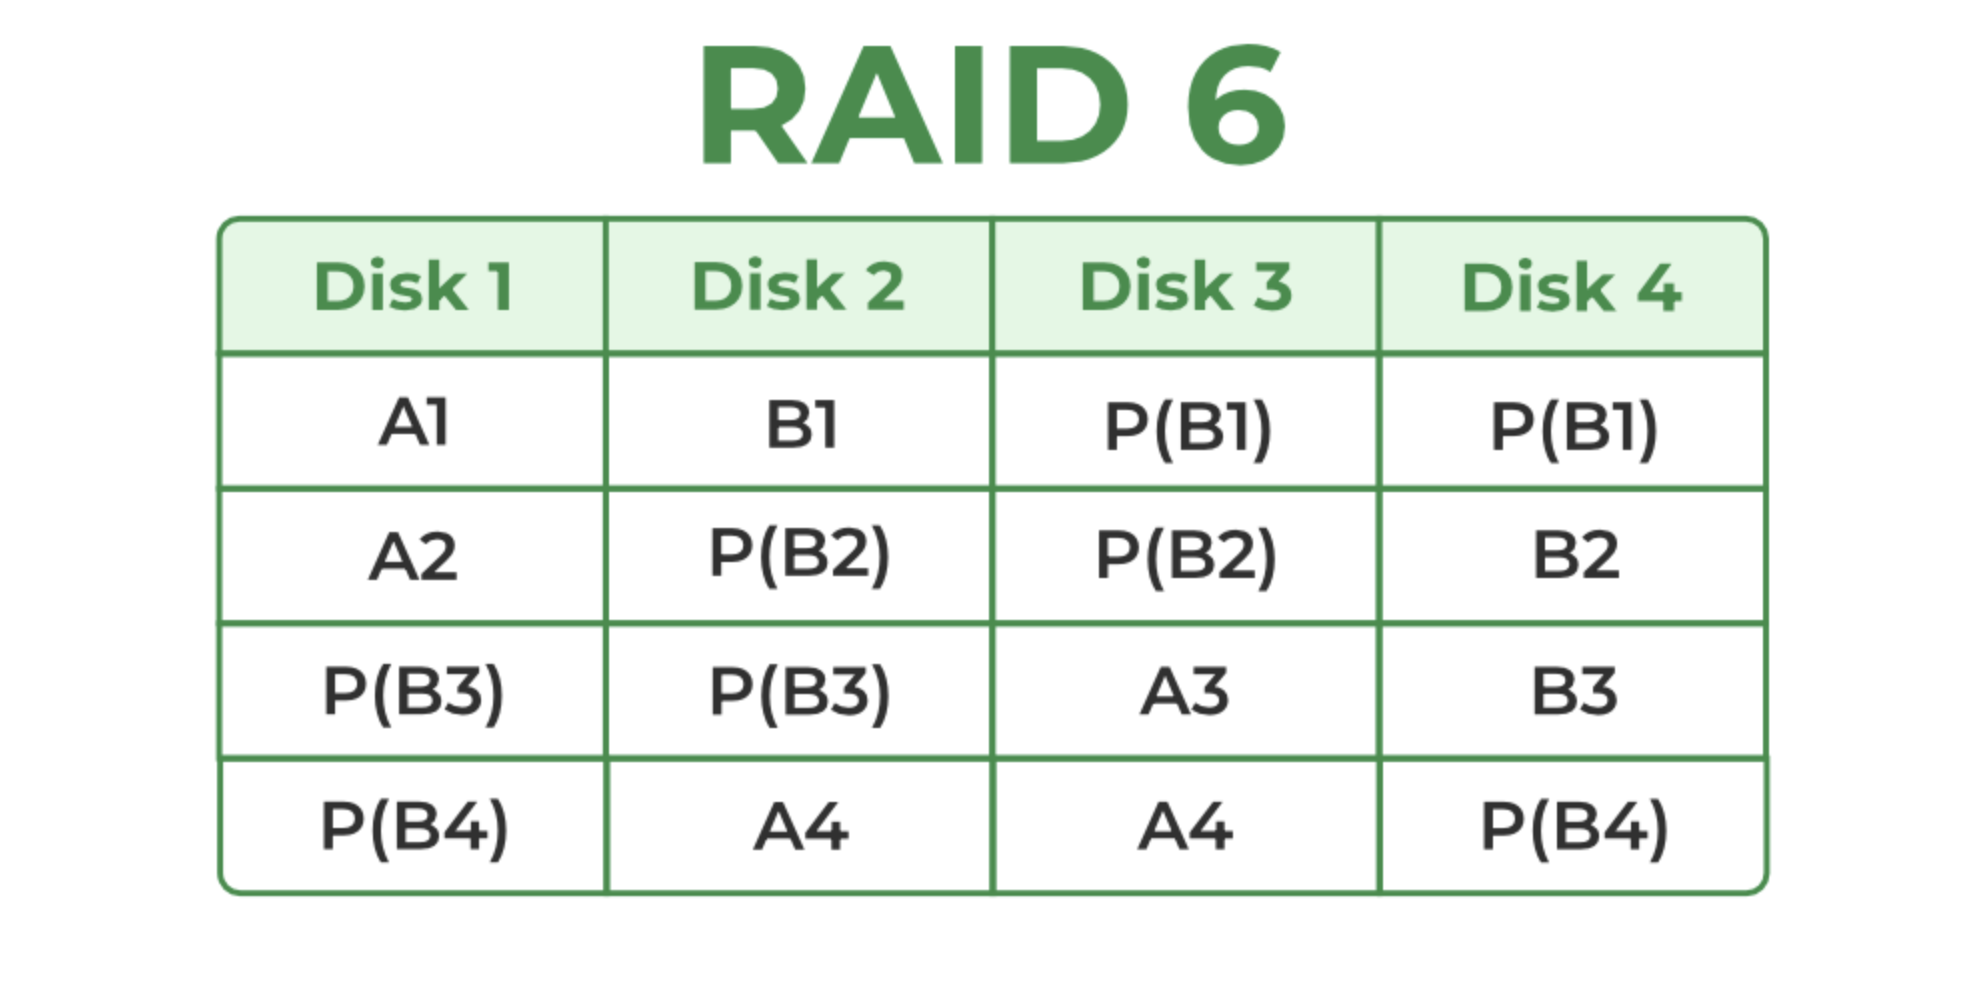 RAID 6
Disk 1 Disk 2 Disk 3 Disk 4
A1 B1 P(B1) P(B1)
A2 P(B2) P(B2) B2
P(B3) P(B3) A3 B3
P(B4) A4 A4 P(B4)